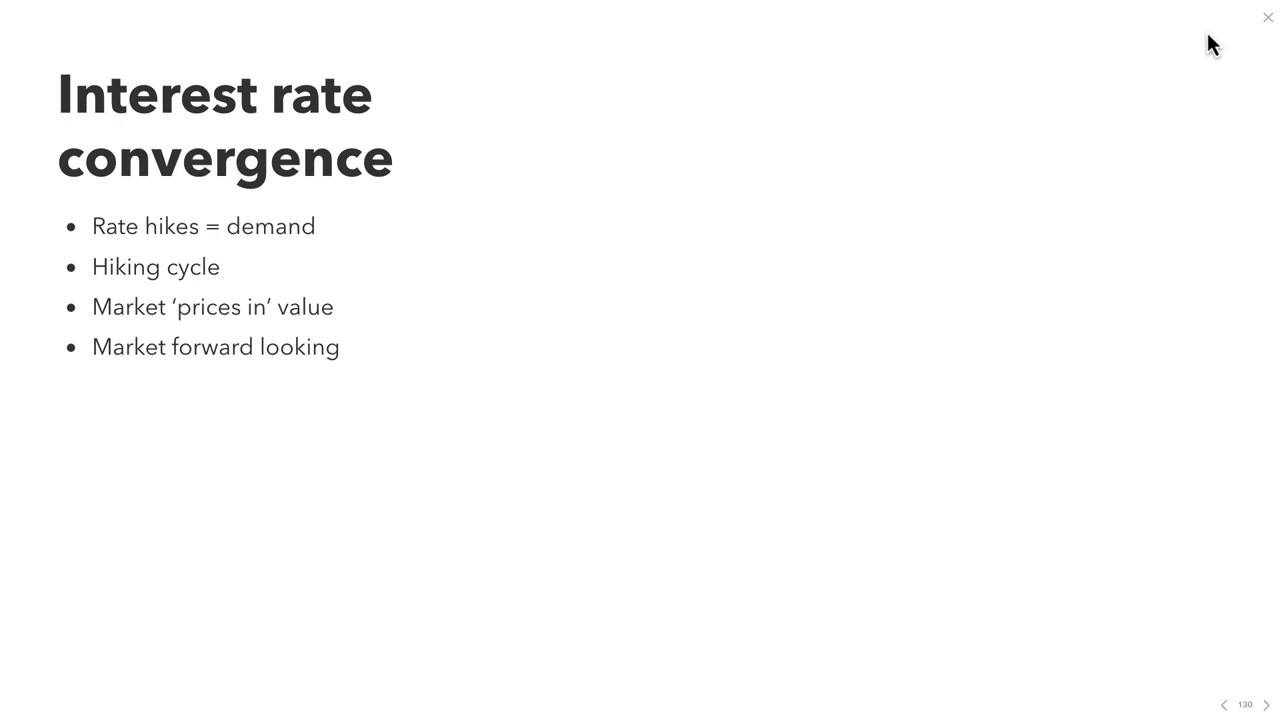 Interest rate
convergence
• Rate hikes = demand
• Hiking cycle
• Market ‘prices in’ value
• Market forward looking
130